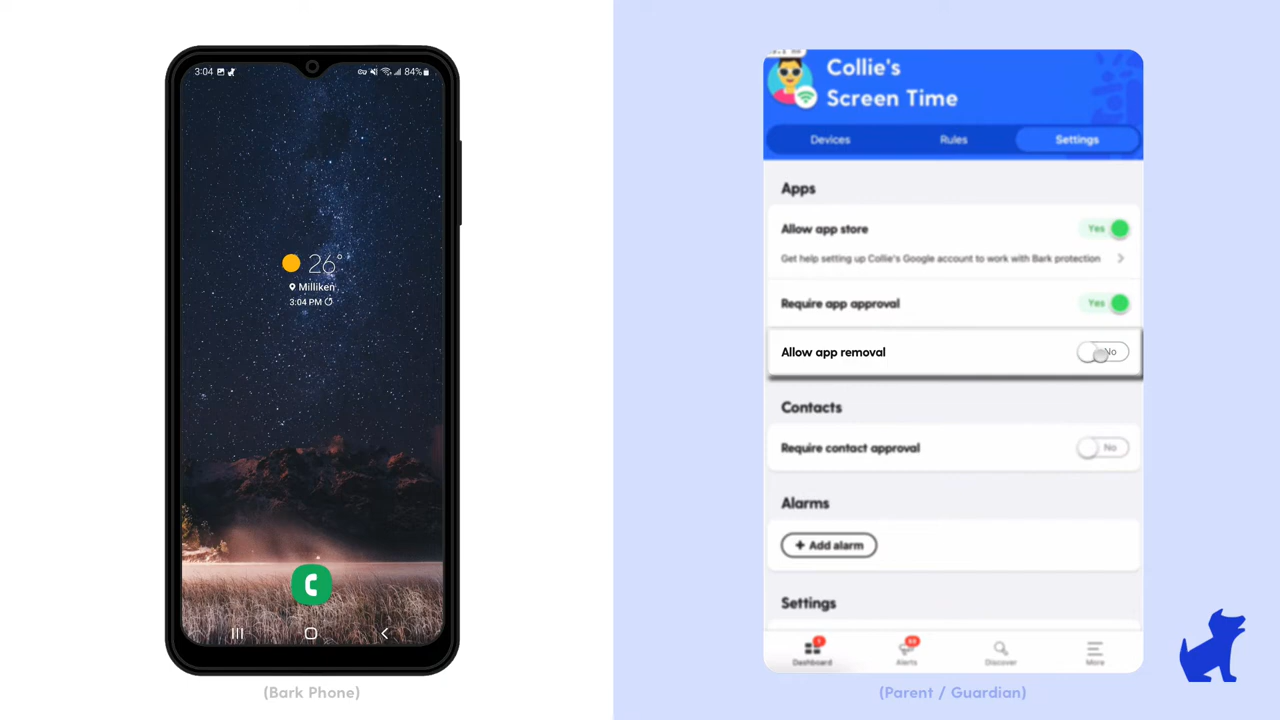 3:04
84%
26°
Milliken
3:04 PM
(Bark Phone)
Collie's
Screen Time
Devices
Rules
Settings
Apps
Allow app store
Yes
Get help setting up Collie's Google account to work with Bark protection
Require app approval
Yes
Allow app removal
No
Contacts
Require contact approval
No
Alarms
+ Add alarm
Settings
Dashboard
Alerts
Discover
More
(Parent / Guardian)